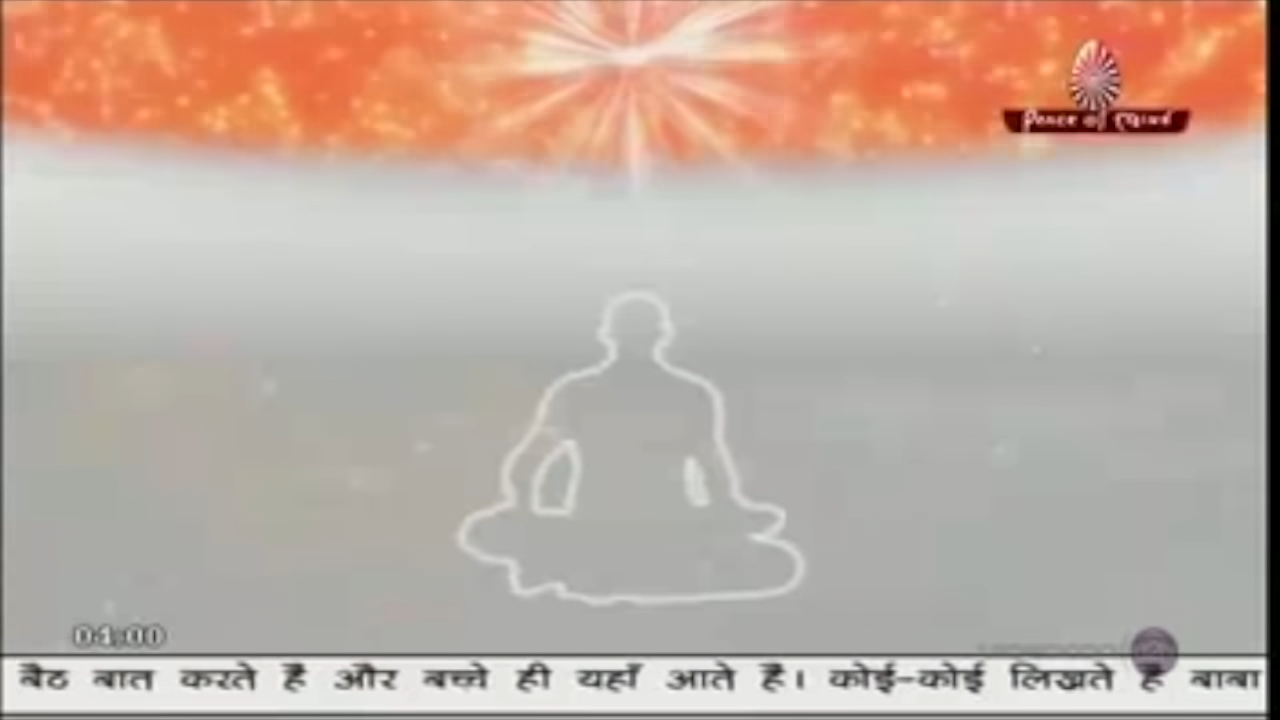 Peace of Mind
04:00
बैठ बात करते हैं और बच्चे ही यहाँ आते हैं। कोई-कोई लिखते हैं बाबा